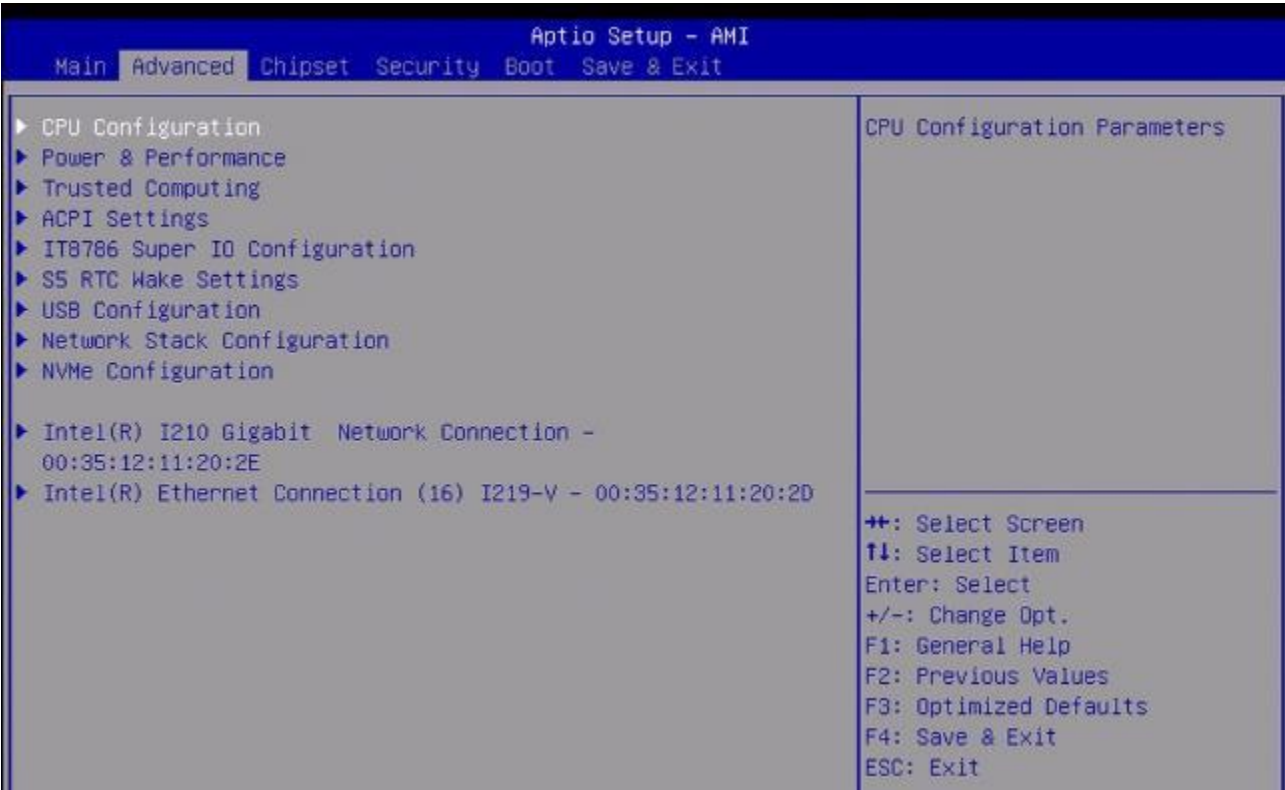 Aptio Setup - AMI
Main Advanced Chipset Security Boot Save & Exit
CPU Configuration
Power & Performance
Trusted Computing
ACPI Settings
IT8786 Super IO Configuration
S5 RTC Wake Settings
USB Configuration
Network Stack Configuration
NVMe Configuration
Intel(R) I210 Gigabit  Network Connection -
00:35:12:11:20:2E
Intel(R) Ethernet Connection (16) I219-V - 00:35:12:11:20:2D
CPU Configuration Parameters
→←: Select Screen
↑↓: Select Item
Enter: Select
+/-: Change Opt.
F1: General Help
F2: Previous Values
F3: Optimized Defaults
F4: Save & Exit
ESC: Exit